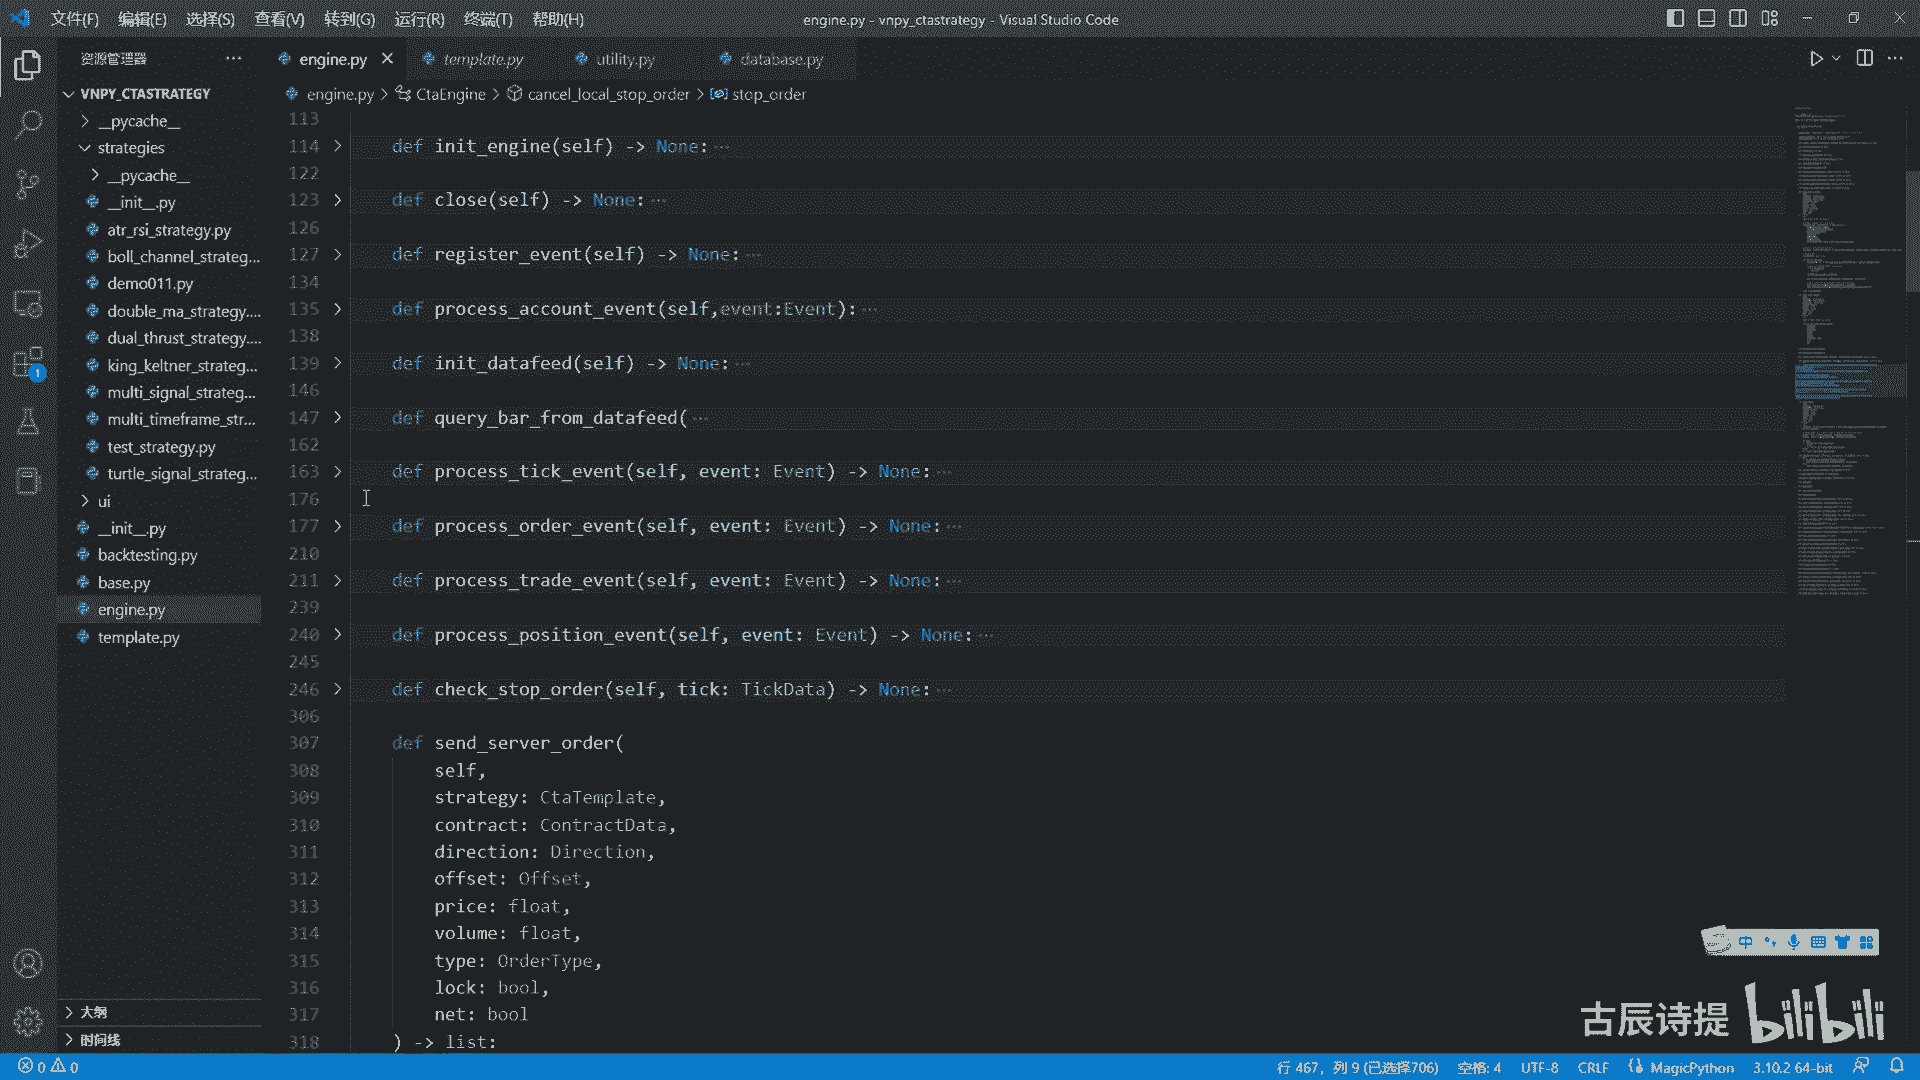 文件(F) 编辑(E) 选择(S) 查看(V) 转到(G) 运行(R) 终端(T) 帮助(H) engine.py - vnpy_ctastrategy - Visual Studio Code
资源管理器 ···
engine.py template.py utility.py database.py
engine.py > CtaEngine > cancel_local_stop_order > stop_order
VNPY_CTASTRATEGY
__pycache__
strategies
__pycache__
__init__.py
atr_rsi_strategy.py
boll_channel_strateg...
demo011.py
double_ma_strategy....
dual_thrust_strategy....
king_keltner_strateg...
multi_signal_strateg...
multi_timeframe_str...
test_strategy.py
turtle_signal_strateg...
ui
__init__.py
backtesting.py
base.py
engine.py
template.py
大纲
时间线
1
113
114 def init_engine(self) -> None:···
122
123 def close(self) -> None:···
126
127 def register_event(self) -> None:···
134
135 def process_account_event(self,event:Event):···
138
139 def init_datafeed(self) -> None:···
146
147 def query_bar_from_datafeed(···
162
163 def process_tick_event(self, event: Event) -> None:···
176
177 def process_order_event(self, event: Event) -> None:···
210
211 def process_trade_event(self, event: Event) -> None:···
239
240 def process_position_event(self, event: Event) -> None:···
245
246 def check_stop_order(self, tick: TickData) -> None:···
306
307 def send_server_order(
308 self,
309 strategy: CtaTemplate,
310 contract: ContractData,
311 direction: Direction,
312 offset: Offset,
313 price: float,
314 volume: float,
315 type: OrderType,
316 lock: bool,
317 net: bool
318 ) -> list:
中
古辰诗提 bilibili
0 0 行 467，列 9 (已选择706) 空格: 4 UTF-8 CRLF MagicPython 3.10.2 64-bit